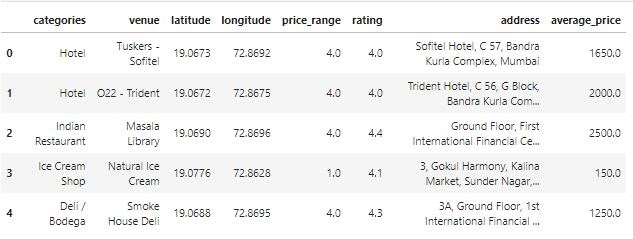 categories venue latitude longitude price_range rating address average_price
0 Hotel Tuskers - Sofitel 19.0673 72.8692 4.0 4.0 Sofitel Hotel, C 57, Bandra Kurla Complex, Mumbai 1650.0
1 Hotel O22 - Trident 19.0672 72.8675 4.0 4.0 Trident Hotel, C 56, G Block, Bandra Kurla Com... 2000.0
2 Indian Restaurant Masala Library 19.0690 72.8696 4.0 4.4 Ground Floor, First International Financial Ce... 2500.0
3 Ice Cream Shop Natural Ice Cream 19.0776 72.8628 1.0 4.1 3, Gokul Harmony, Kalina Market, Sunder Nagar,... 150.0
4 Deli / Bodega Smoke House Deli 19.0688 72.8695 4.0 4.3 3A, Ground Floor, 1st International Financial ... 1250.0